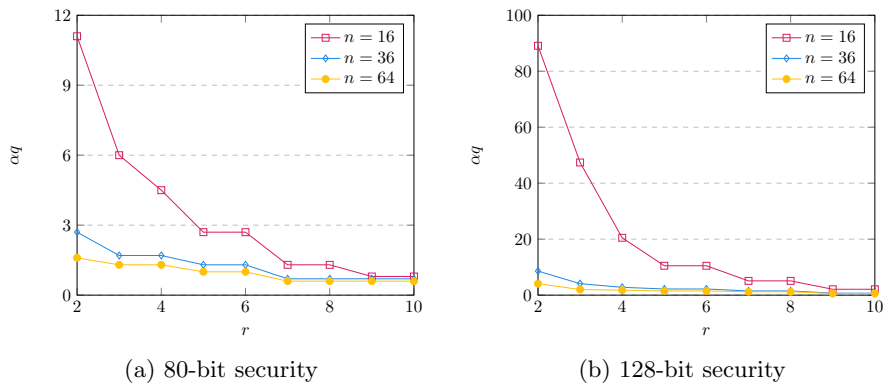 12
9
6
3
0
αq
2
4
6
8
10
r
n = 16
n = 36
n = 64
(a) 80-bit security
100
80
60
40
20
0
αq
2
4
6
8
10
r
n = 16
n = 36
n = 64
(b) 128-bit security